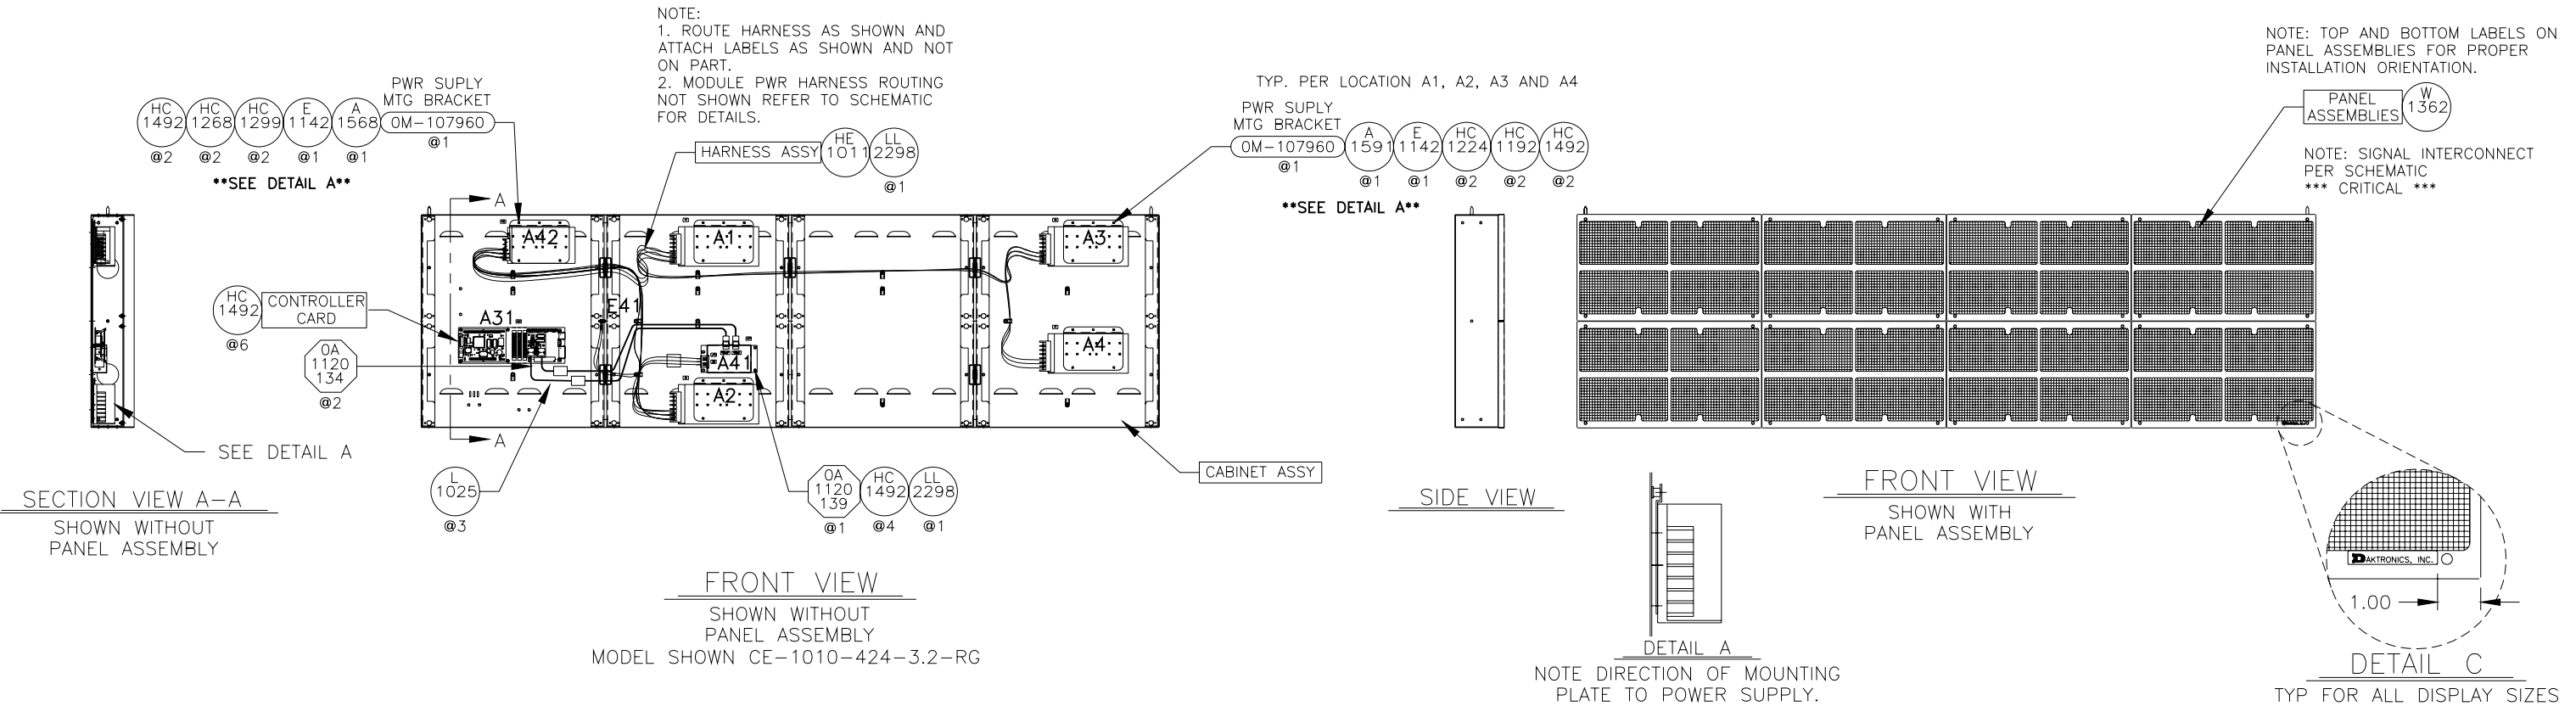 NOTE:
1. ROUTE HARNESS AS SHOWN AND
ATTACH LABELS AS SHOWN AND NOT
ON PART.
2. MODULE PWR HARNESS ROUTING
NOT SHOWN REFER TO SCHEMATIC
FOR DETAILS.
NOTE: TOP AND BOTTOM LABELS ON
PANEL ASSEMBLIES FOR PROPER
INSTALLATION ORIENTATION.
PANEL
ASSEMBLIES
W
1362
NOTE: SIGNAL INTERCONNECT
PER SCHEMATIC
*** CRITICAL ***
HC
1492
@2
HC
1268
@2
HC
1299
@2
E
1142
@1
A
1568
@1
PWR SUPLY
MTG BRACKET
0M-107960
@1
**SEE DETAIL A**
HARNESS ASSY
HE
1011
LL
2298
@1
TYP. PER LOCATION A1, A2, A3 AND A4
PWR SUPLY
MTG BRACKET
0M-107960
@1
A
1591
@1
E
1142
@1
HC
1224
@2
HC
1192
@2
HC
1492
@2
**SEE DETAIL A**
A
A42
A1
A3
E41
A31
A41
A4
A2
A
HC
1492
@6
CONTROLLER
CARD
0A
1120
134
@2
SEE DETAIL A
L
1025
@3
0A
1120
139
@1
HC
1492
@4
LL
2298
@1
CABINET ASSY
SECTION VIEW A-A
SHOWN WITHOUT
PANEL ASSEMBLY
FRONT VIEW
SHOWN WITHOUT
PANEL ASSEMBLY
MODEL SHOWN CE-1010-424-3.2-RG
SIDE VIEW
FRONT VIEW
SHOWN WITH
PANEL ASSEMBLY
DETAIL A
NOTE DIRECTION OF MOUNTING
PLATE TO POWER SUPPLY.
DAKTRONICS, INC.
1.00
DETAIL C
TYP FOR ALL DISPLAY SIZES